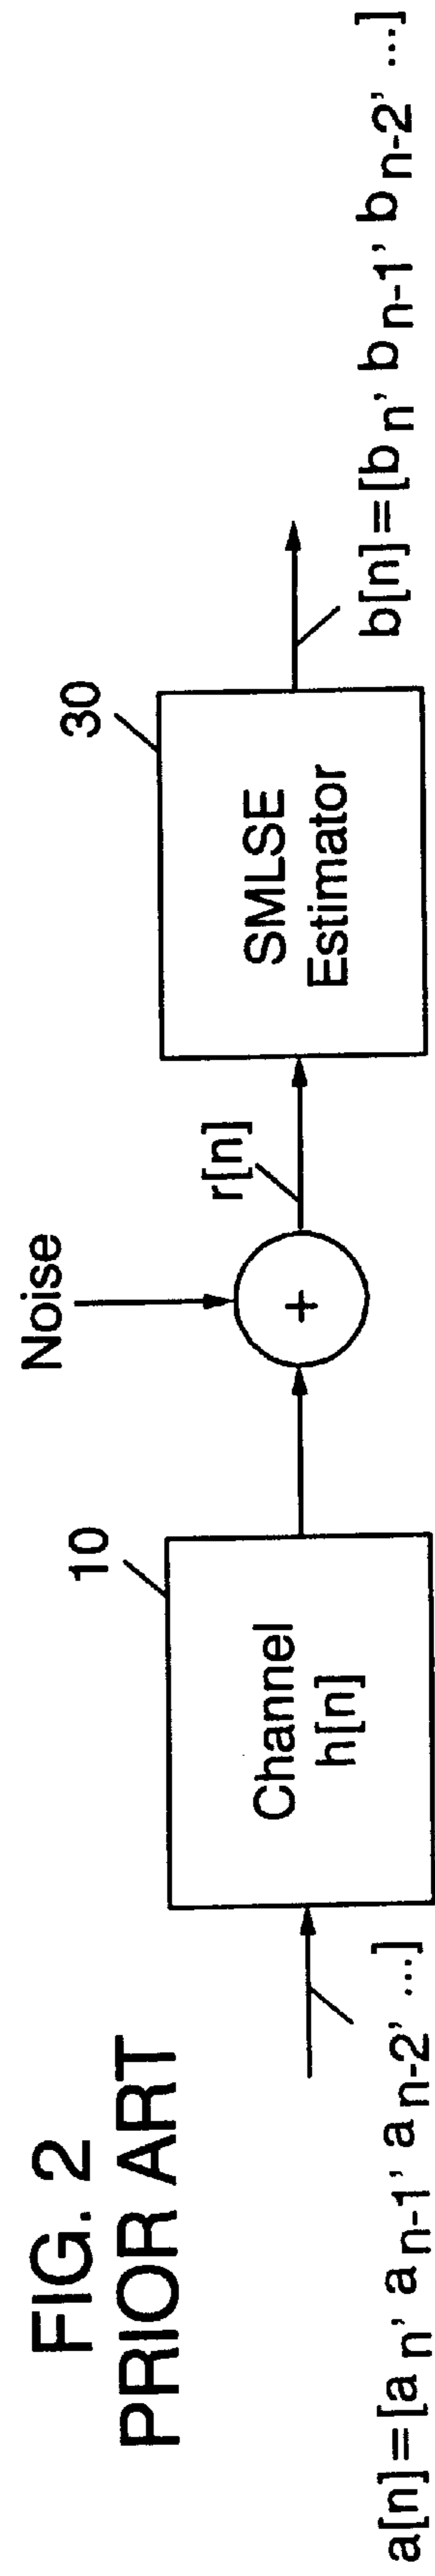 FIG. 2
PRIOR ART
a[n]=[a n, a n-1, a n-2, ...]
10
Channel
h[n]
Noise
+
r[n]
30
SMLSE
Estimator
b[n]=[b n, b n-1, b n-2, ...]